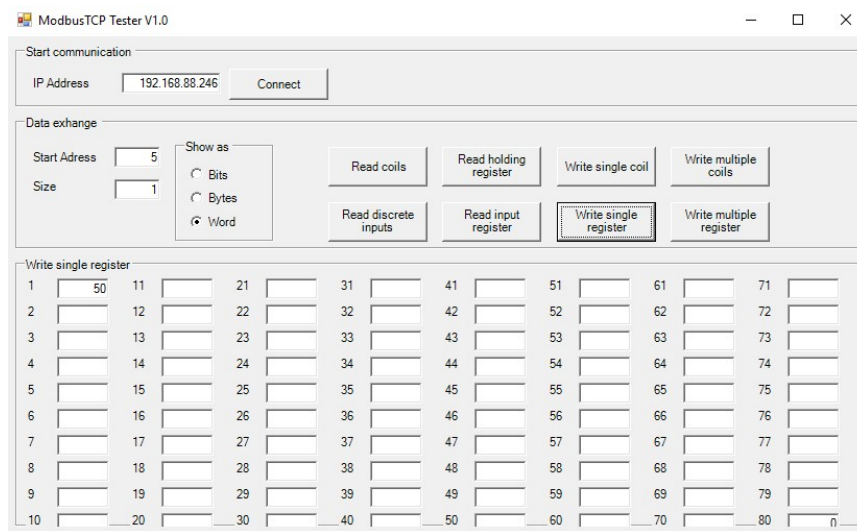 ModbusTCP Tester V1.0
Start communication
IP Address 192.168.88.246 Connect
Data exhange
Start Adress 5 Show as Read coils Read holding register Write single coil Write multiple coils
Size 1 Bits
Bytes
Word Read discrete inputs Read input register Write single register Write multiple register
Write single register
1 50 11 21 31 41 51 61 71
2 12 22 32 42 52 62 72
3 13 23 33 43 53 63 73
4 14 24 34 44 54 64 74
5 15 25 35 45 55 65 75
6 16 26 36 46 56 66 76
7 17 27 37 47 57 67 77
8 18 28 38 48 58 68 78
9 19 29 39 49 59 69 79
10 20 30 40 50 60 70 80 0